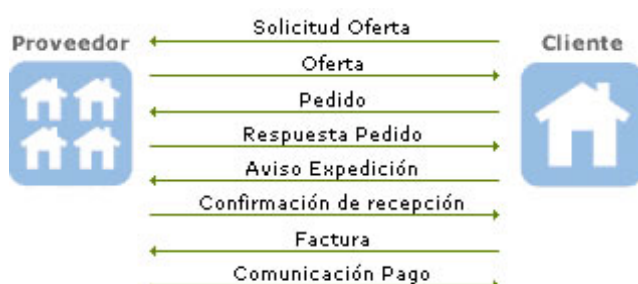 Solicitud Oferta
Proveedor
Cliente
Oferta
Pedido
Respuesta Pedido
Aviso Expedición
Confirmación de recepción
Factura
Comunicación Pago